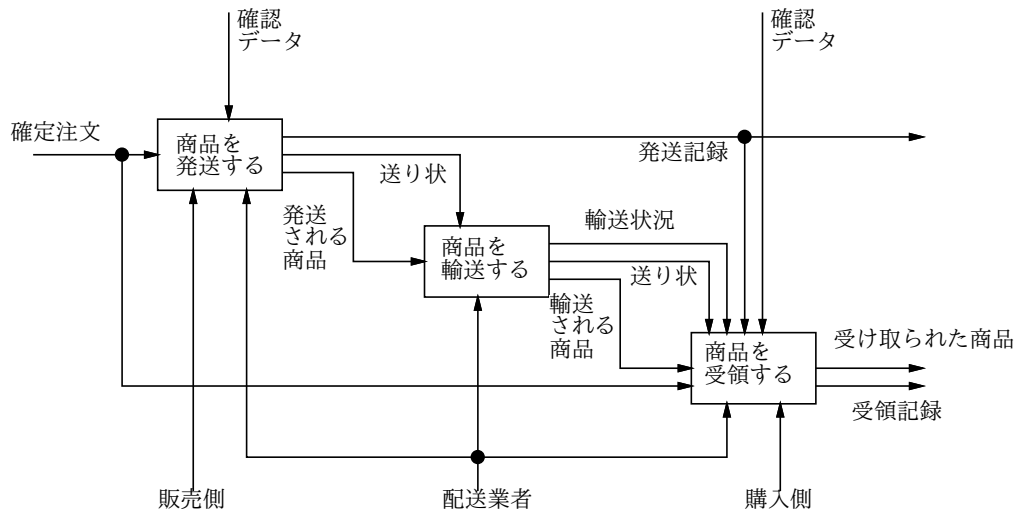 確認
データ
確認
データ
確定注文
商品を
発送する
発送記録
送り状
発送
される
商品
商品を
輸送する
輸送状況
送り状
輸送
される
商品
商品を
受領する
受け取られた商品
受領記録
販売側
配送業者
購入側